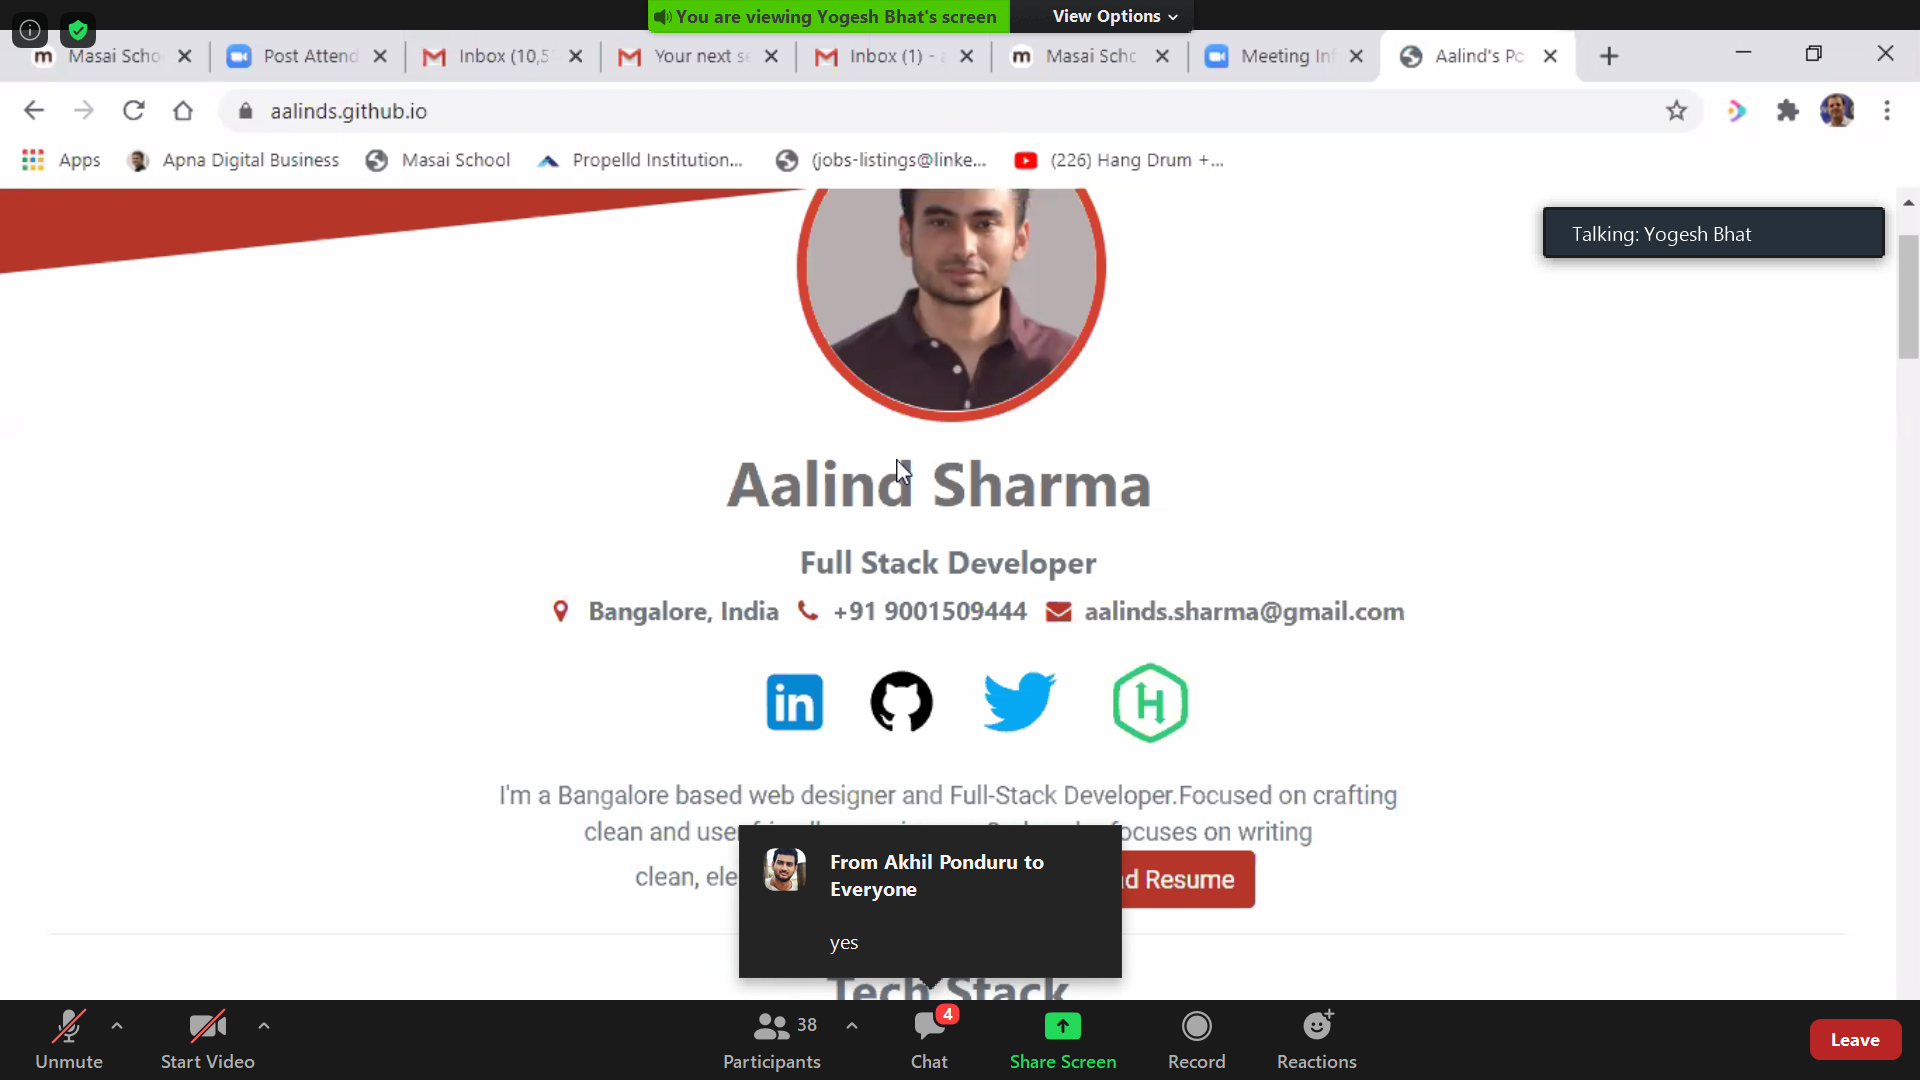 You are viewing Yogesh Bhat's screen
View Options
Masai Scho
Post Attend
Inbox (10,5
Your next se
Inbox (1) -
Masai Schc
Meeting Inf
Aalind's Po
aalinds.github.io
Apps
Apna Digital Business
Masai School
Propelld Institution...
(jobs-listings@linke...
(226) Hang Drum +...
Talking: Yogesh Bhat
Aalind Sharma
Full Stack Developer
Bangalore, India
+91 9001509444
aalinds.sharma@gmail.com
in
H
I'm a Bangalore based web designer and Full-Stack Developer.Focused on crafting
clean and use
focuses on writing
clean, ele
d Resume
From Akhil Ponduru to
Everyone
yes
Tech Stack
Unmute
Start Video
38
Participants
4
Chat
Share Screen
Record
Reactions
Leave